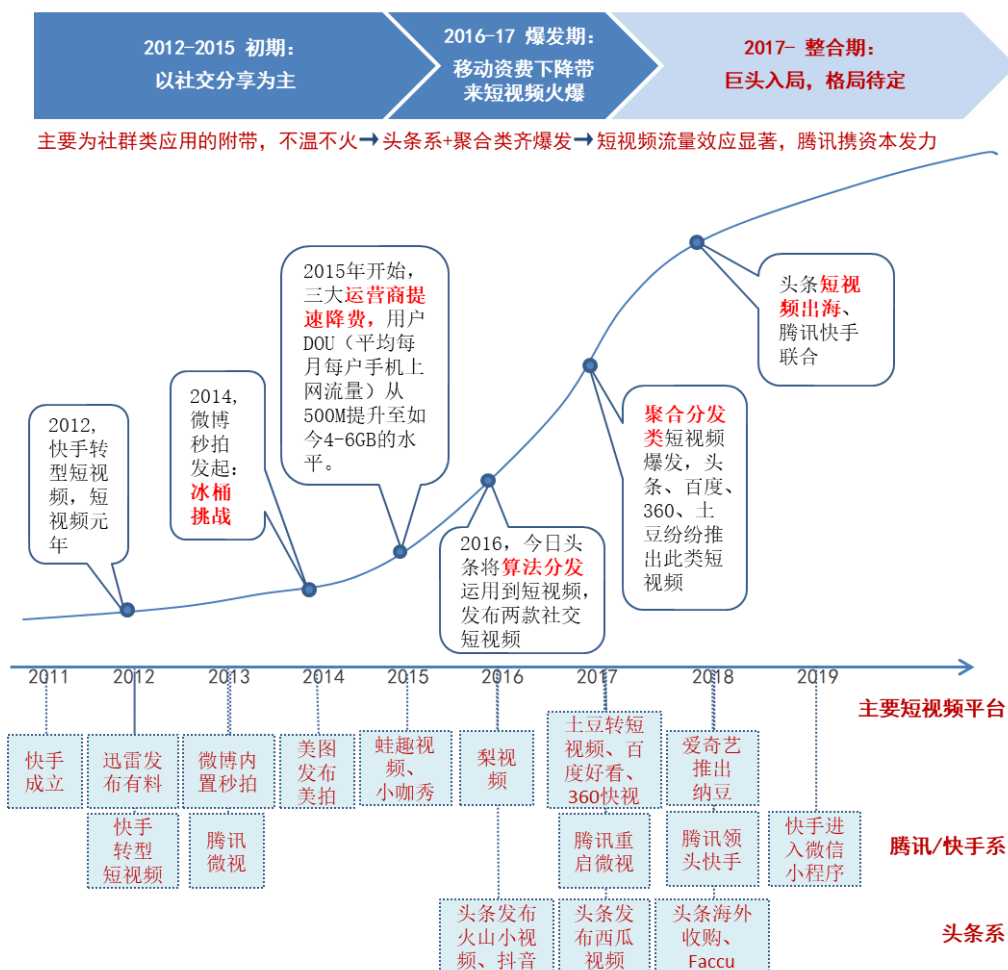 2012-2015 初期：
以社交分享为主
2016-17 爆发期：
移动资费下降带
来短视频火爆
2017- 整合期：
巨头入局，格局待定
主要为社群类应用的附带，不温不火→头条系+聚合类齐爆发→短视频流量效应显著，腾讯携资本发力
2012,
快手转
型短视
频，短
视频元
年
2014,
微博
秒拍
发起：
冰桶
挑战
2015年开始，
三大运营商提
速降费，用户
DOU（平均每
月每户手机上
网流量）从
500M提升至如
今4-6GB的水
平。
2016，今日头
条将算法分发
运用到短视频，
发布两款社交
短视频
聚合分发
类短视频
爆发，头
条、百度、
360、土
豆纷纷推
出此类短
视频
头条短视
频出海、
腾讯快手
联合
2011
2012
2013
2014
2015
2016
2017
2018
2019
主要短视频平台
快手
成立
迅雷发
布有料
微博内
置秒拍
美图
发布
美拍
蛙趣视
频、
小咖秀
梨视
频
土豆转短
视频、百
度好看、
360快视
爱奇艺
推出
纳豆
快手
转型
短视频
腾讯
微视
腾讯重
启微视
腾讯领
头快手
快手进
入微信
小程序
腾讯/快手系
头条发布
火山小视
频、抖音
头条发
布西瓜
视频
头条海外
收购、
Faccu
头条系